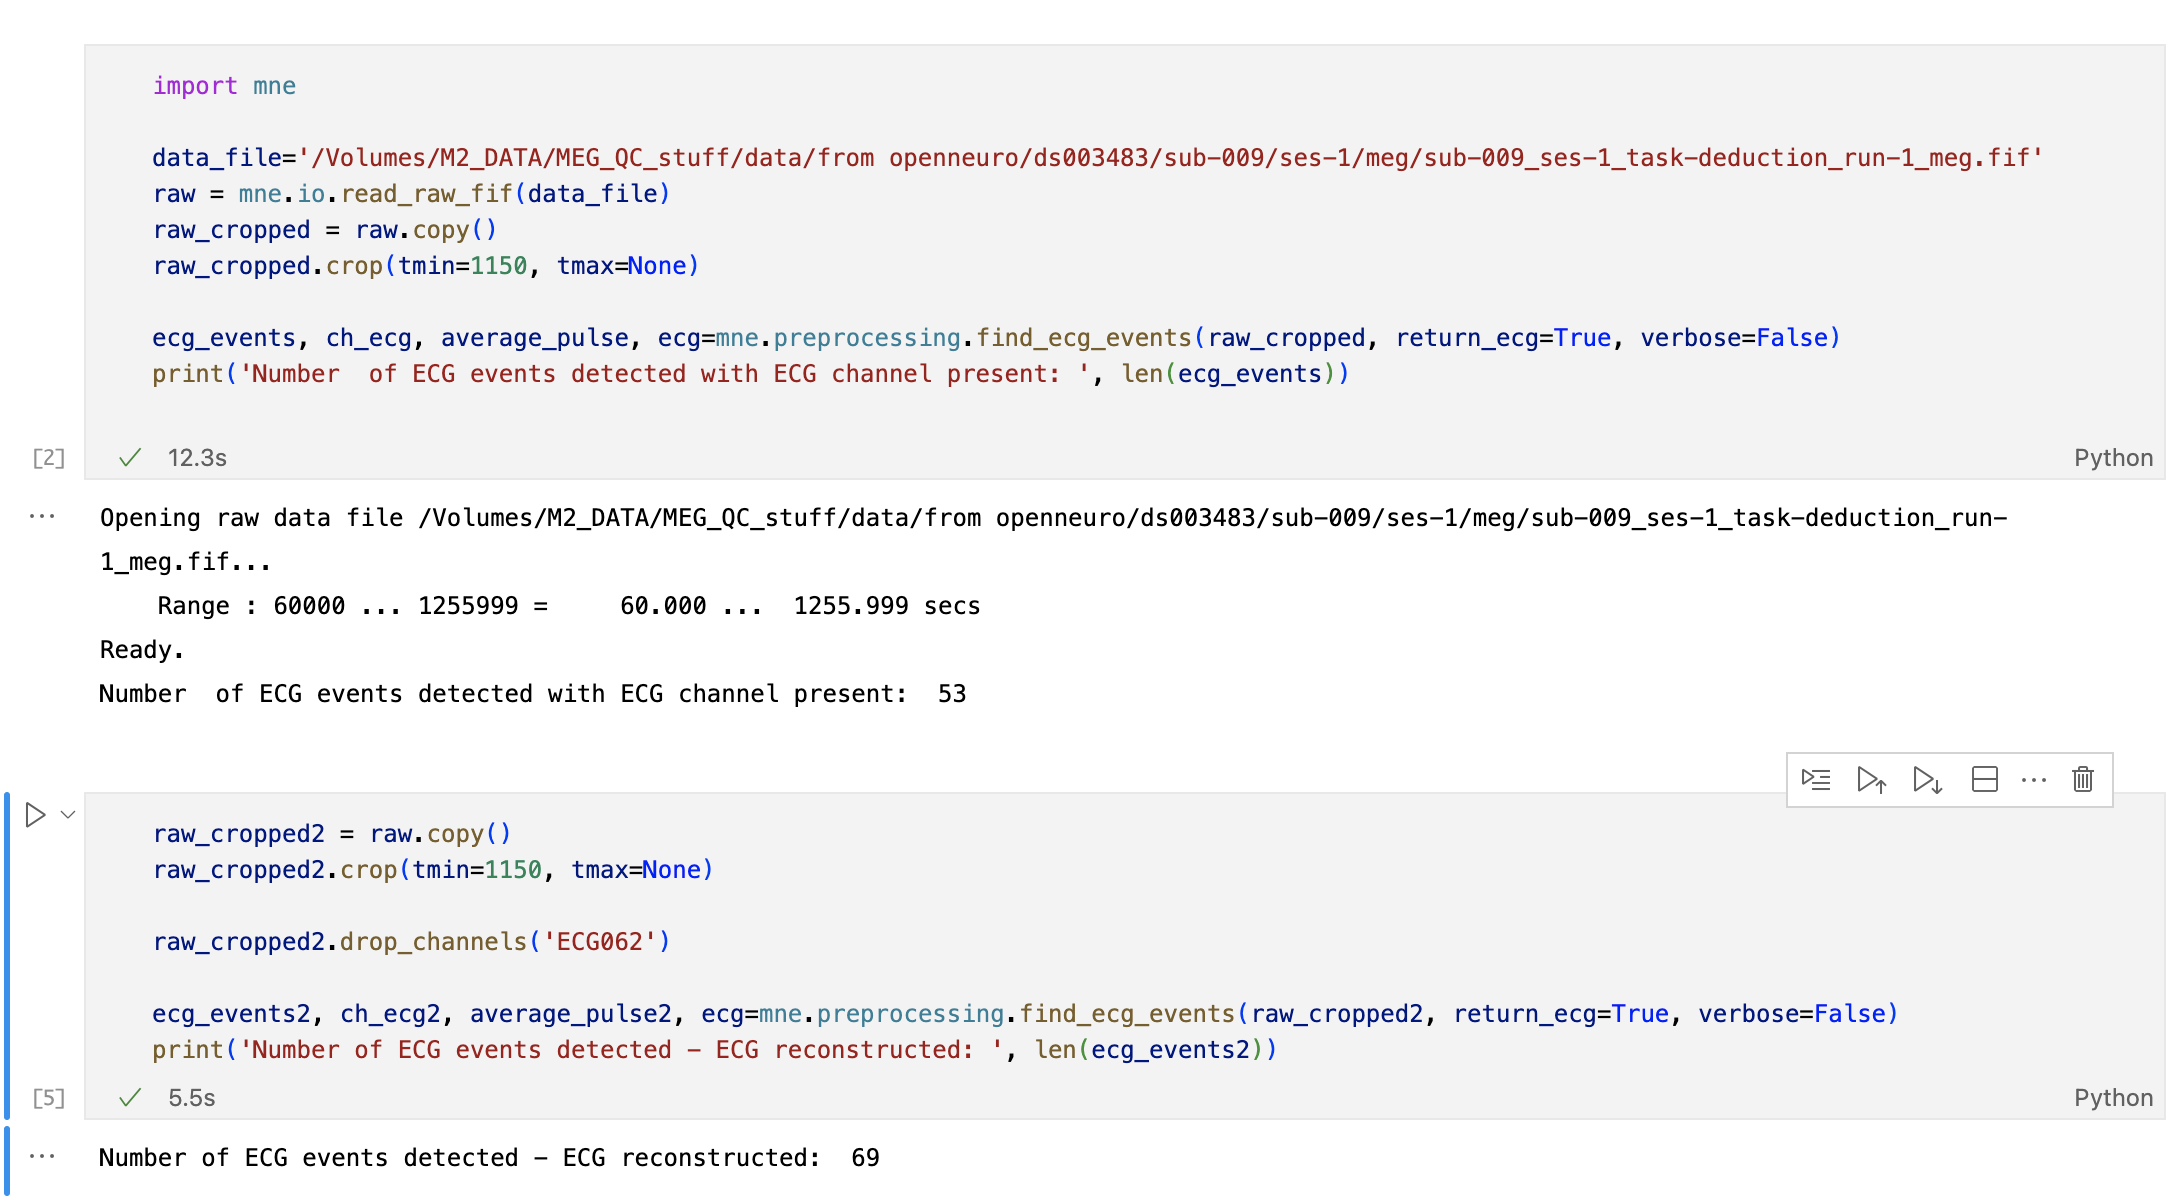 import mne
data_file='/Volumes/M2_DATA/MEG_QC_stuff/data/from openneuro/ds003483/sub-009/ses-1/meg/sub-009_ses-1_task-deduction_run-1_meg.fif'
raw = mne.io.read_raw_fif(data_file)
raw_cropped = raw.copy()
raw_cropped.crop(tmin=1150, tmax=None)
ecg_events, ch_ecg, average_pulse, ecg=mne.preprocessing.find_ecg_events(raw_cropped, return_ecg=True, verbose=False)
print('Number  of ECG events detected with ECG channel present: ', len(ecg_events))
[2] 12.3s Python
... Opening raw data file /Volumes/M2_DATA/MEG_QC_stuff/data/from openneuro/ds003483/sub-009/ses-1/meg/sub-009_ses-1_task-deduction_run-
1_meg.fif...
    Range : 60000 ... 1255999 =     60.000 ...  1255.999 secs
Ready.
Number  of ECG events detected with ECG channel present:  53
raw_cropped2 = raw.copy()
raw_cropped2.crop(tmin=1150, tmax=None)
raw_cropped2.drop_channels('ECG062')
ecg_events2, ch_ecg2, average_pulse2, ecg=mne.preprocessing.find_ecg_events(raw_cropped2, return_ecg=True, verbose=False)
print('Number of ECG events detected - ECG reconstructed: ', len(ecg_events2))
[5] 5.5s Python
... Number of ECG events detected - ECG reconstructed:  69